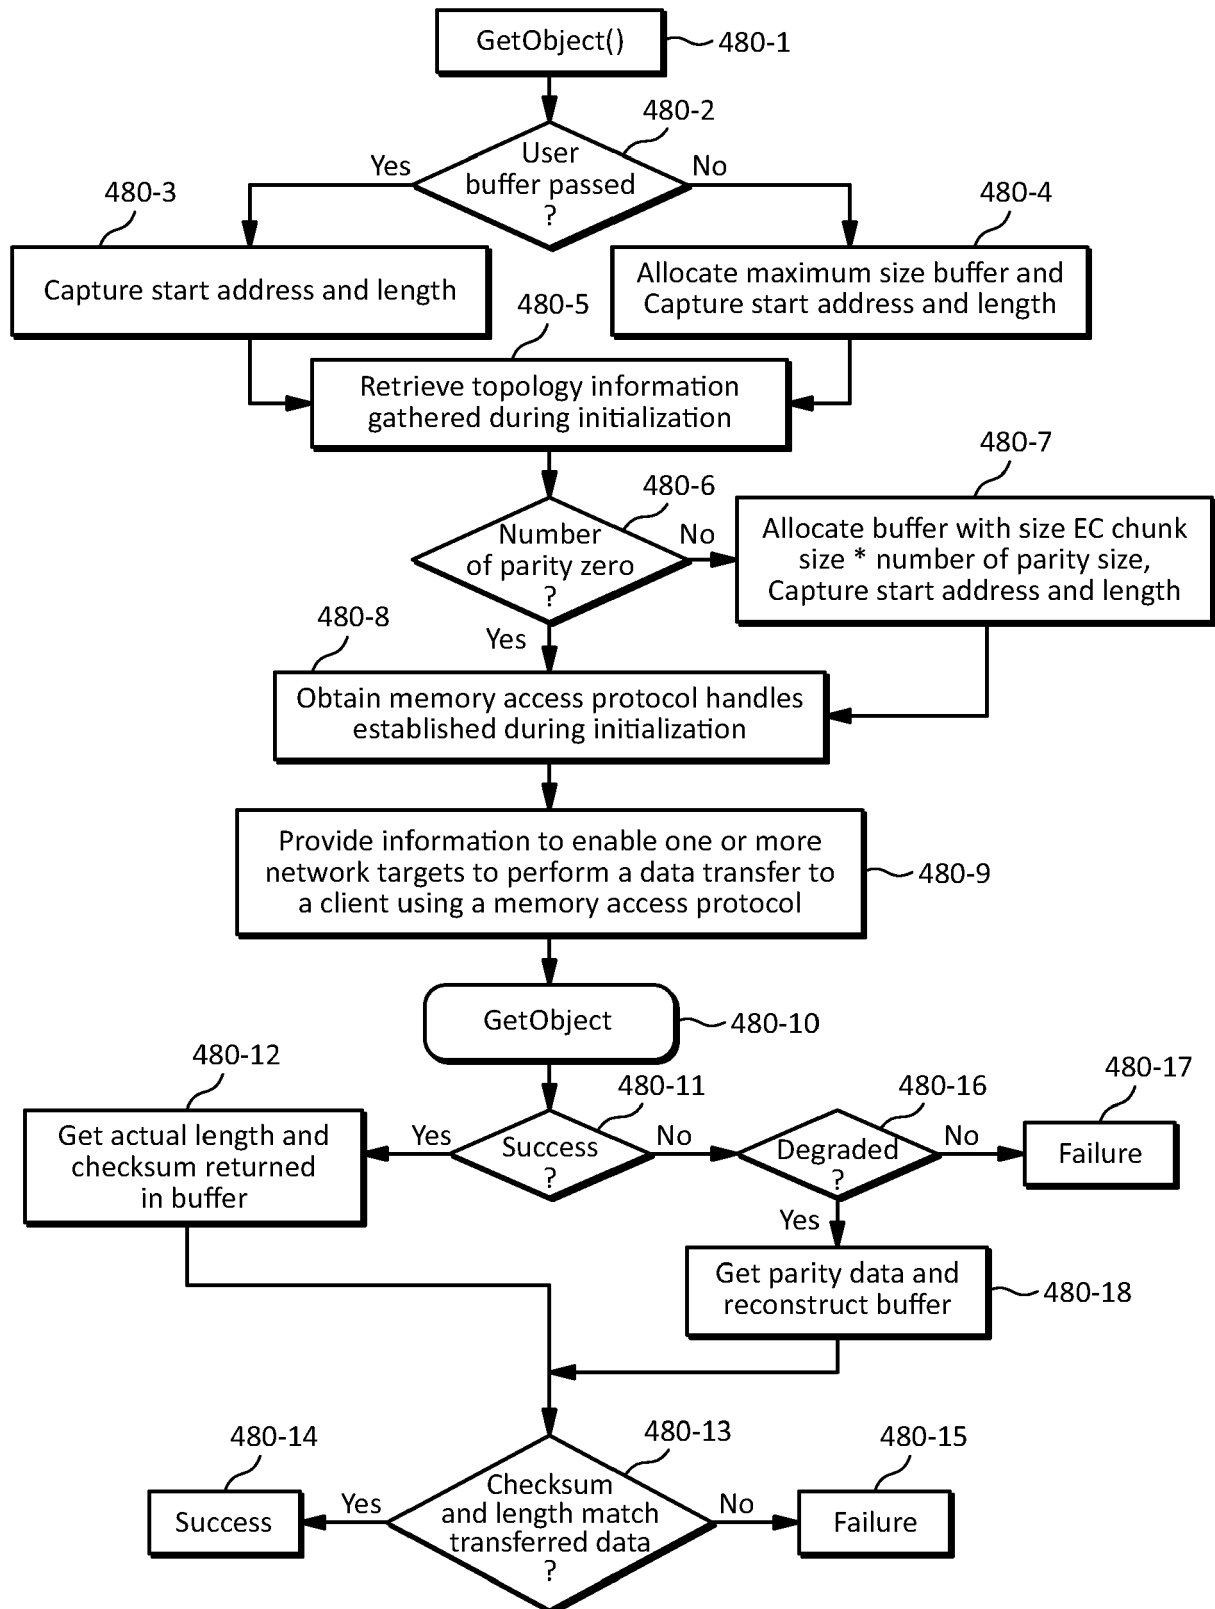 GetObject()
480-1
480-2
User
buffer passed
?
Yes
No
480-3
480-4
Capture start address and length
Allocate maximum size buffer and
Capture start address and length
480-5
Retrieve topology information
gathered during initialization
480-6
480-7
Number
of parity zero
?
No
Yes
Allocate buffer with size EC chunk
size * number of parity size,
Capture start address and length
480-8
Obtain memory access protocol handles
established during initialization
Provide information to enable one or more
network targets to perform a data transfer to
a client using a memory access protocol
480-9
GetObject
480-10
480-12
480-11
480-16
480-17
Get actual length and
checksum returned
in buffer
Yes
Success
?
No
Degraded
?
No
Failure
Yes
Get parity data and
reconstruct buffer
480-18
480-14
480-13
480-15
Success
Yes
Checksum
and length match
transferred data
?
No
Failure